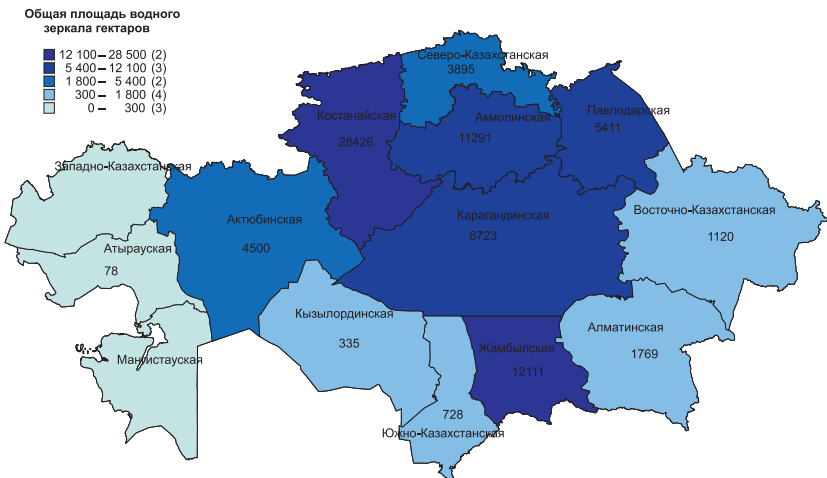 Общая площадь водного
зеркала гектаров
12 100 – 28 500 (2)
5 400 – 12 100 (3)
1 800 – 5 400 (2)
300 – 1 800 (4)
0 – 300 (3)
Северо-Казахстанская
3895
Костанайская
28426
Акмолинская
11291
Павлодарская
5411
Западно-Казахстанская
Актюбинская
4500
Карагандинская
6723
Восточно-Казахстанская
1120
Атырауская
78
Кызылординская
335
Жамбылская
12111
Алматинская
1769
Мангистауская
728
Южно-Казахстанская